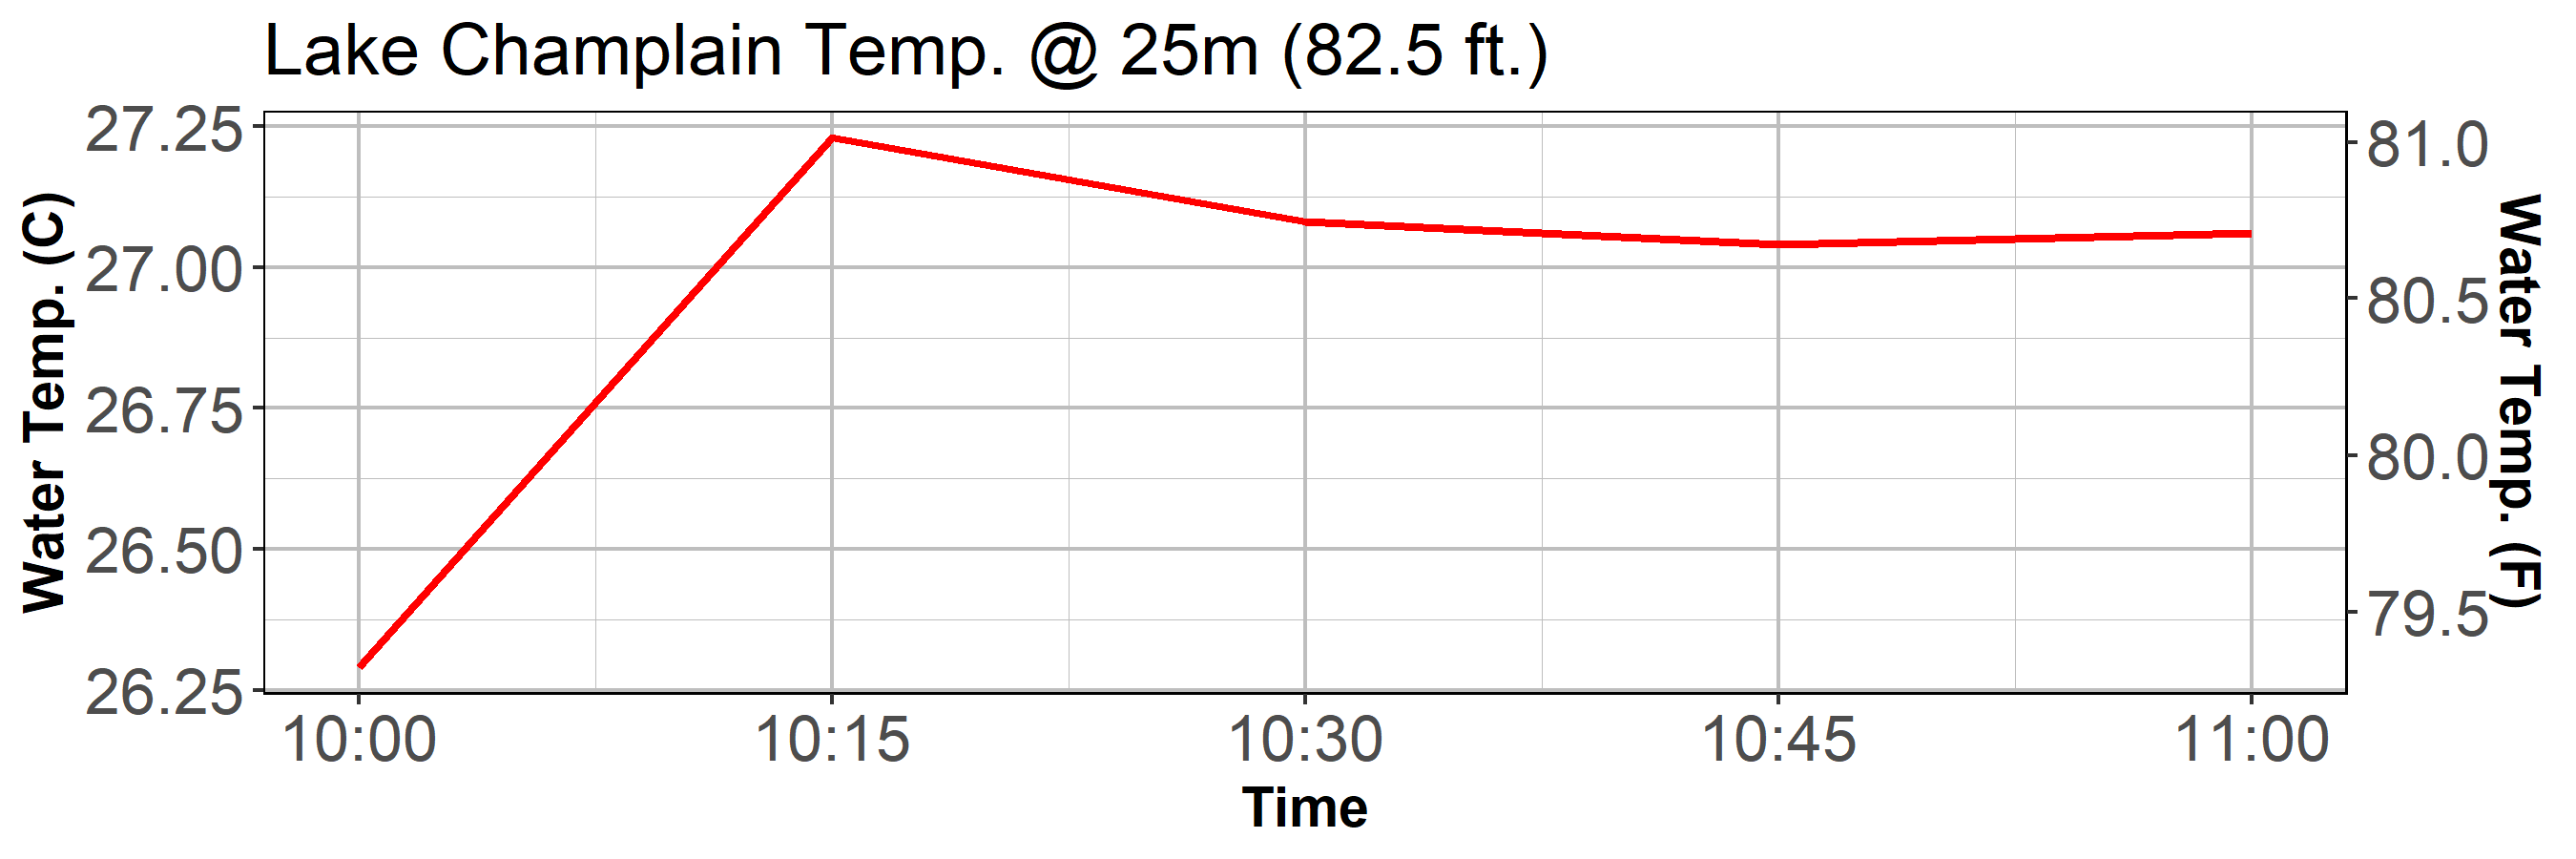 Lake Champlain Temp. @ 25m (82.5 ft.)
Water Temp. (C)
27.25
27.00
26.75
26.50
26.25
81.0
80.5
80.0
79.5
Water Temp. (F)
10:00 10:15 10:30 10:45 11:00
Time